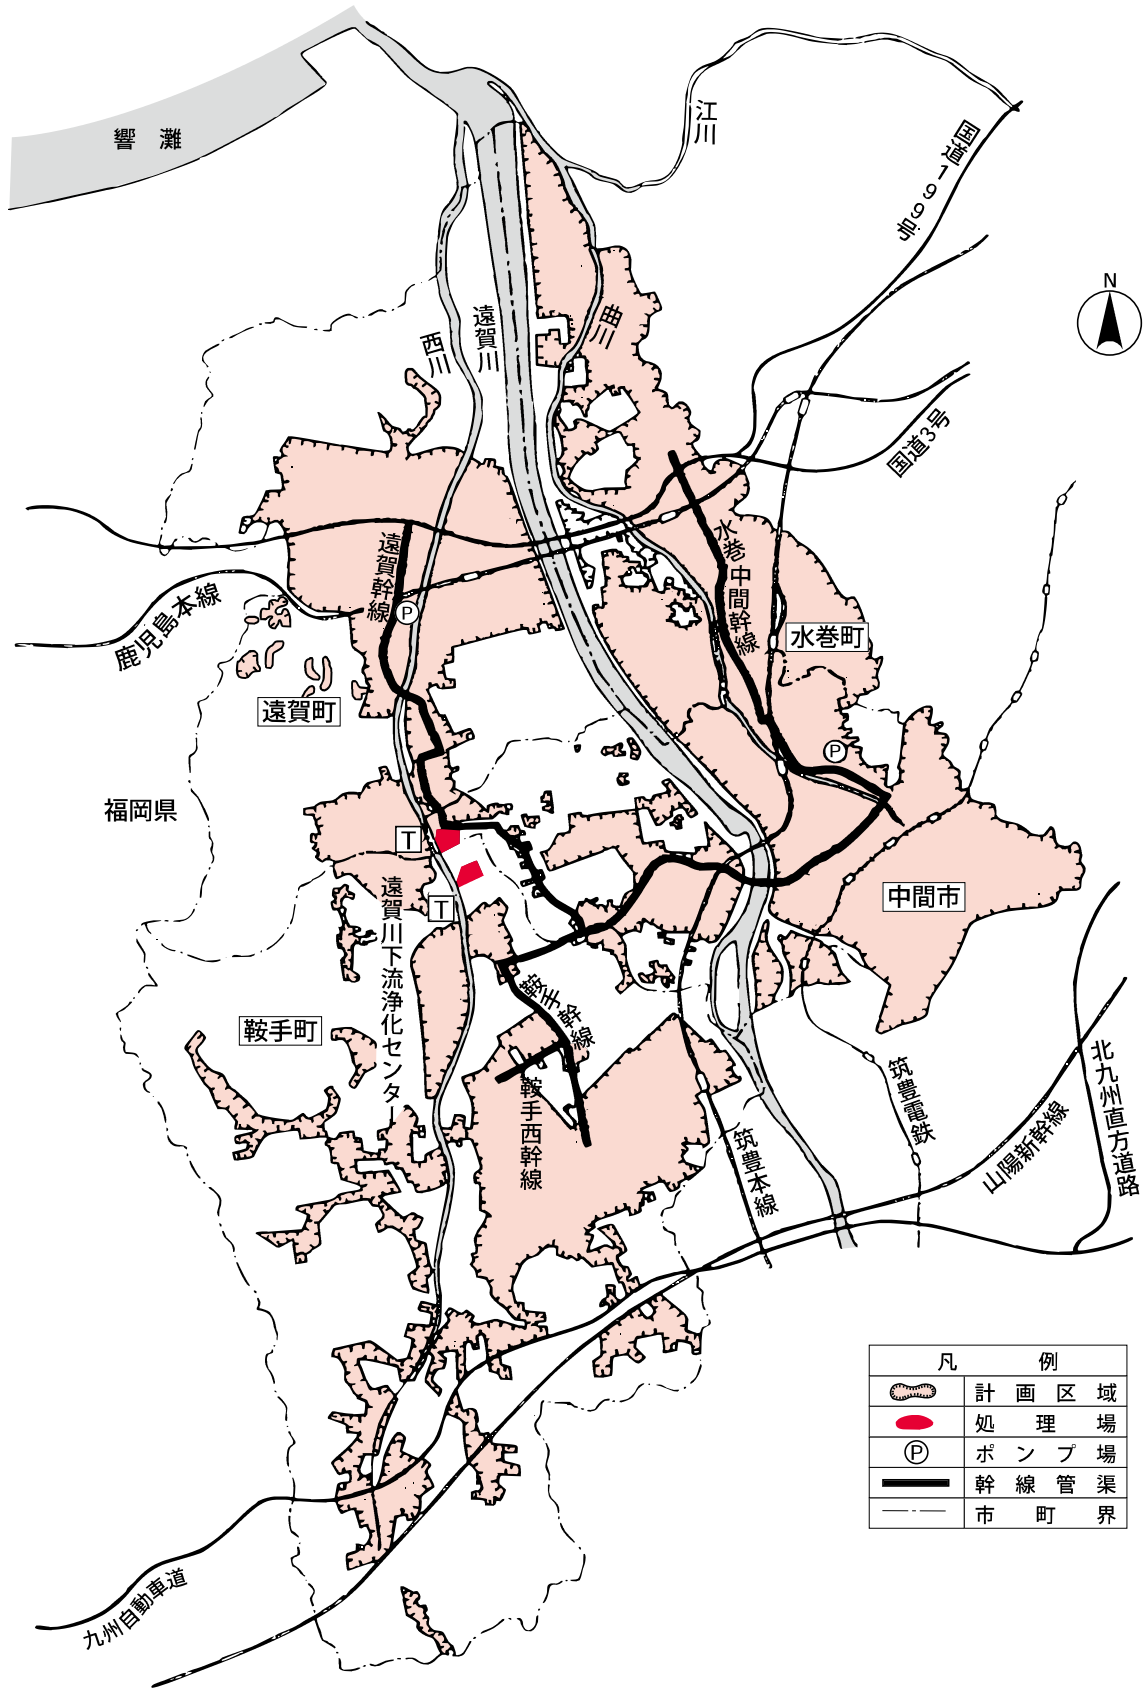 響灘
江川
国道199号
N
遠賀川
西川
曲川
国道3号
遠賀幹線
水巻中間幹線
P
鹿児島本線
水巻町
遠賀町
P
福岡県
T
T
中間市
遠賀川下流浄化センター
鞍手町
鞍手幹線
鞍手西幹線
筑豊本線
筑豊電鉄
山陽新幹線
北九州直方道路
九州自動車道
凡例
計画区域
処理場
P ポンプ場
幹線管渠
市町界